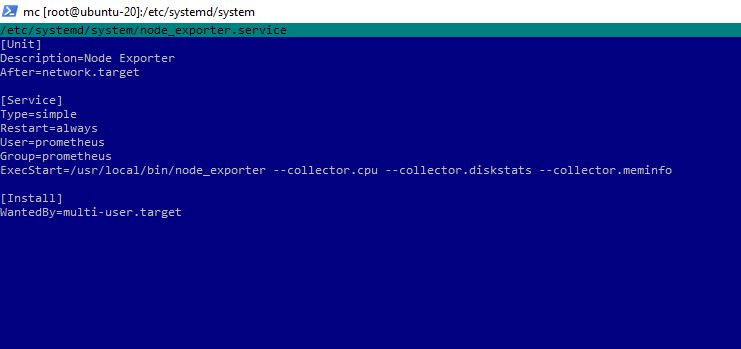 mc [root@ubuntu-20]:/etc/systemd/system
/etc/systemd/system/node_exporter.service
[Unit]
Description=Node Exporter
After=network.target
[Service]
Type=simple
Restart=always
User=prometheus
Group=prometheus
ExecStart=/usr/local/bin/node_exporter --collector.cpu --collector.diskstats --collector.meminfo
[Install]
WantedBy=multi-user.target